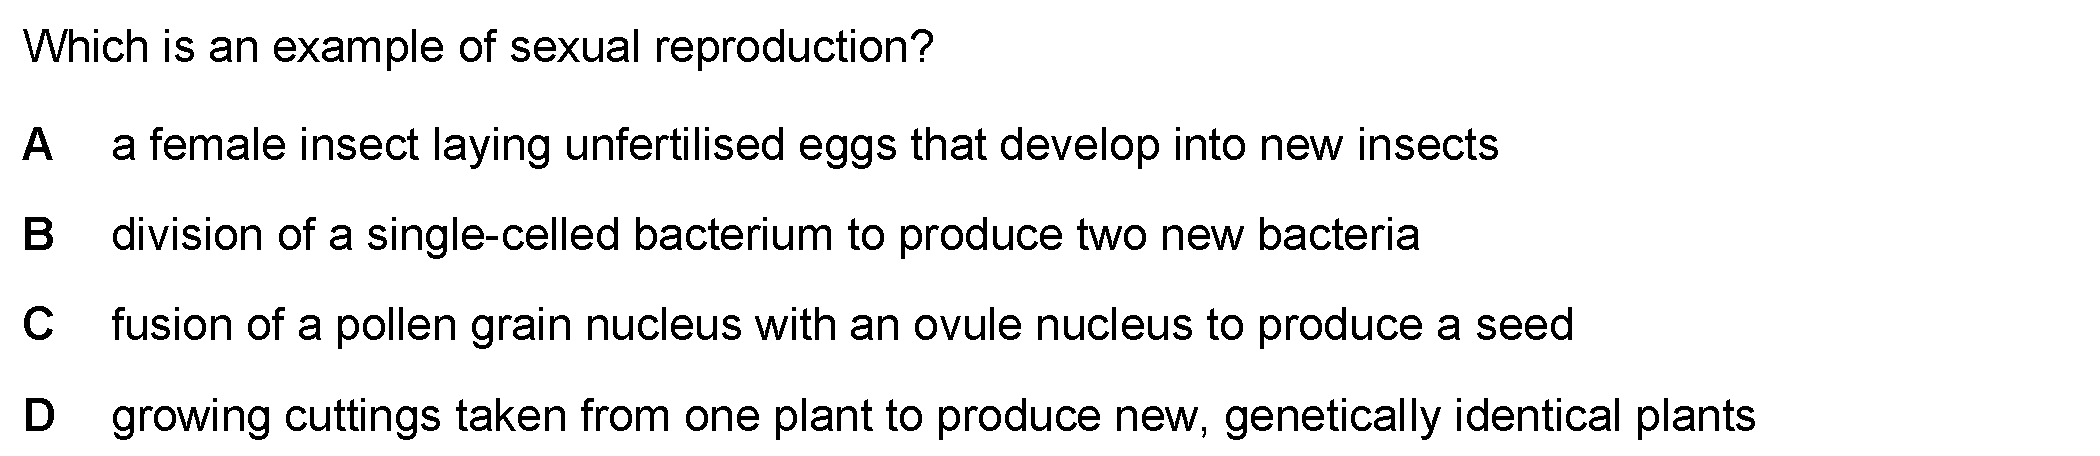 Which is an example of sexual reproduction?
A a female insect laying unfertilised eggs that develop into new insects
B division of a single-celled bacterium to produce two new bacteria
C fusion of a pollen grain nucleus with an ovule nucleus to produce a seed
D growing cuttings taken from one plant to produce new, genetically identical plants